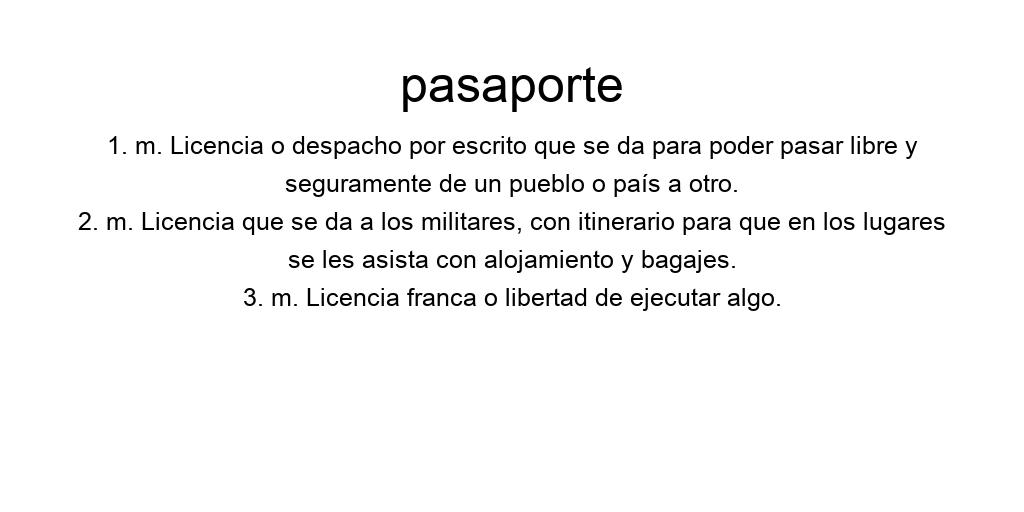 pasaporte
1. m. Licencia o despacho por escrito que se da para poder pasar libre y
seguramente de un pueblo o país a otro.
2. m. Licencia que se da a los militares, con itinerario para que en los lugares
se les asista con alojamiento y bagajes.
3. m. Licencia franca o libertad de ejecutar algo.